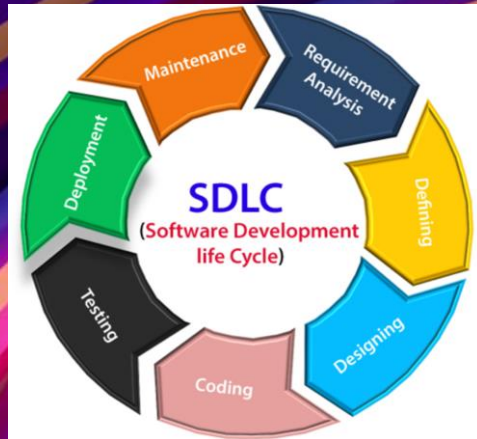 SDLC
(Software Development
life Cycle)
Requirement
Analysis
Defining
Designing
Coding
Testing
Deployment
Maintenance